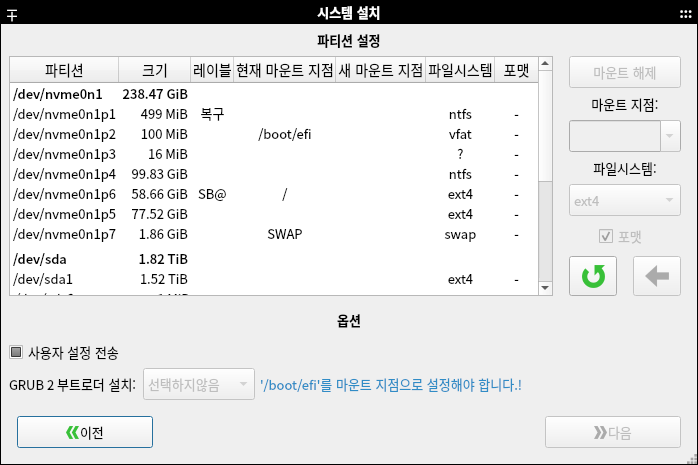 시스템 설치
파티션 설정
파티션 크기 레이블 현재 마운트 지점 새 마운트 지점 파일시스템 포맷
/dev/nvme0n1 238.47 GiB
/dev/nvme0n1p1 499 MiB 복구 ntfs -
/dev/nvme0n1p2 100 MiB /boot/efi vfat -
/dev/nvme0n1p3 16 MiB ? -
/dev/nvme0n1p4 99.83 GiB ntfs -
/dev/nvme0n1p6 58.66 GiB SB@ / ext4 -
/dev/nvme0n1p5 77.52 GiB ext4 -
/dev/nvme0n1p7 1.86 GiB SWAP swap -
/dev/sda 1.82 TiB
/dev/sda1 1.52 TiB ext4 -
마운트 해제
마운트 지점:
파일시스템:
ext4
포맷
옵션
사용자 설정 전송
GRUB 2 부트로더 설치: 선택하지않음 '/boot/efi'를 마운트 지점으로 설정해야 합니다.!
이전 다음